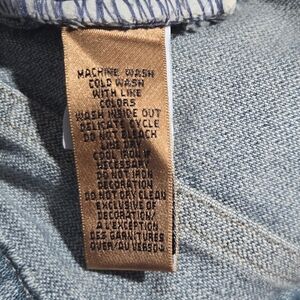 MACHINE WASH
COLD WASH
WITH LIKE
COLORS
WASH INSIDE OUT
DELICATE CYCLE
DO NOT BLEACH
LINE DRY
COOL IRON IF
NECESSARY
DO NOT IRON
DECORATION
DO NOT DRY CLEAN
EXCLUSIVE OF
DECORATION/
A L'EXCEPTION
DES GARNITURES
OVER/AU VERSO